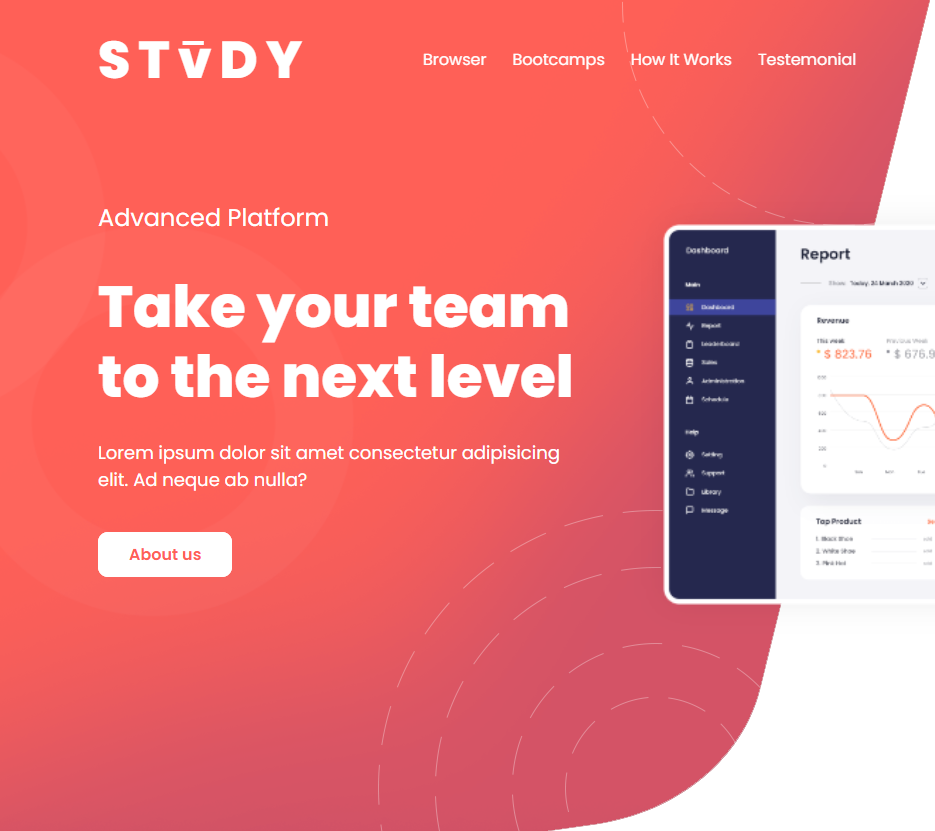 STVDY
Browser Bootcamps How It Works Testemonial
Advanced Platform
Take your team
to the next level
Lorem ipsum dolor sit amet consectetur adipisicing
elit. Ad neque ab nulla?
About us
Dashboard
Main
Dashboard
Report
Leaderboard
Sales
Administration
Schedule
Help
Setting
Support
Library
Message
Report
Today, 24 March 2020
Revenue
This week Previous Week
$ 823.76 $ 676.9
Top Product
1. Black Shoe
2. White Shoe
3. Pink Hat